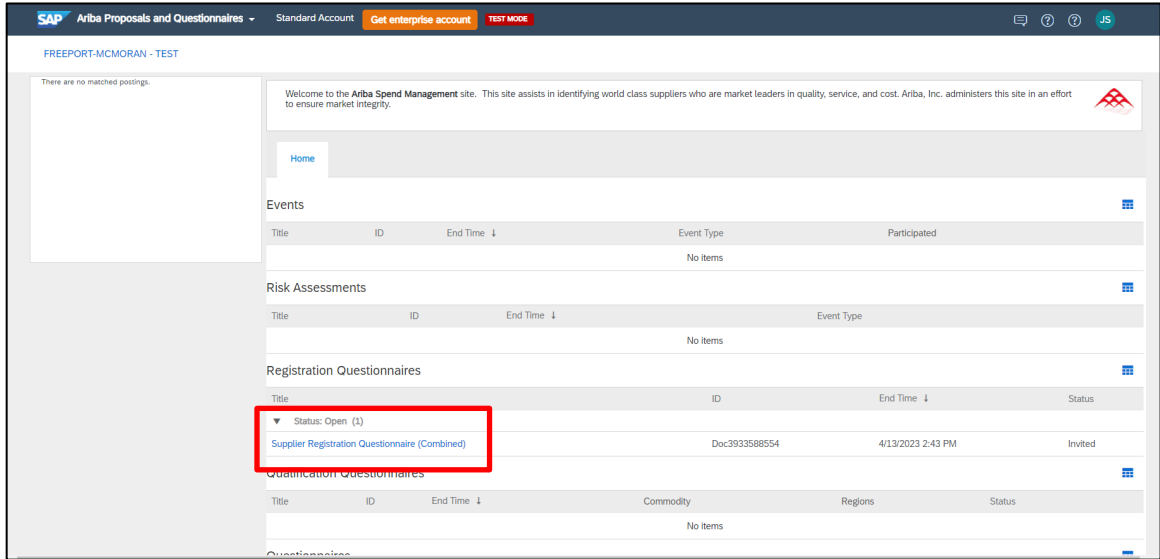 SAP Ariba Proposals and Questionnaires Standard Account Get enterprise account TEST MODE JS
FREEPORT-MCMORAN - TEST
There are no matched postings.
Welcome to the Ariba Spend Management site. This site assists in identifying world class suppliers who are market leaders in quality, service, and cost. Ariba, Inc. administers this site in an effort
to ensure market integrity.
Home
Events
Title ID End Time ↓ Event Type Participated
No items
Risk Assessments
Title ID End Time ↓ Event Type
No items
Registration Questionnaires
Title ID End Time ↓ Status
▼ Status: Open (1)
Supplier Registration Questionnaire (Combined) Doc3933588554 4/13/2023 2:43 PM Invited
Qualification Questionnaires
Title ID End Time ↓ Commodity Regions Status
No items
Questionnaires